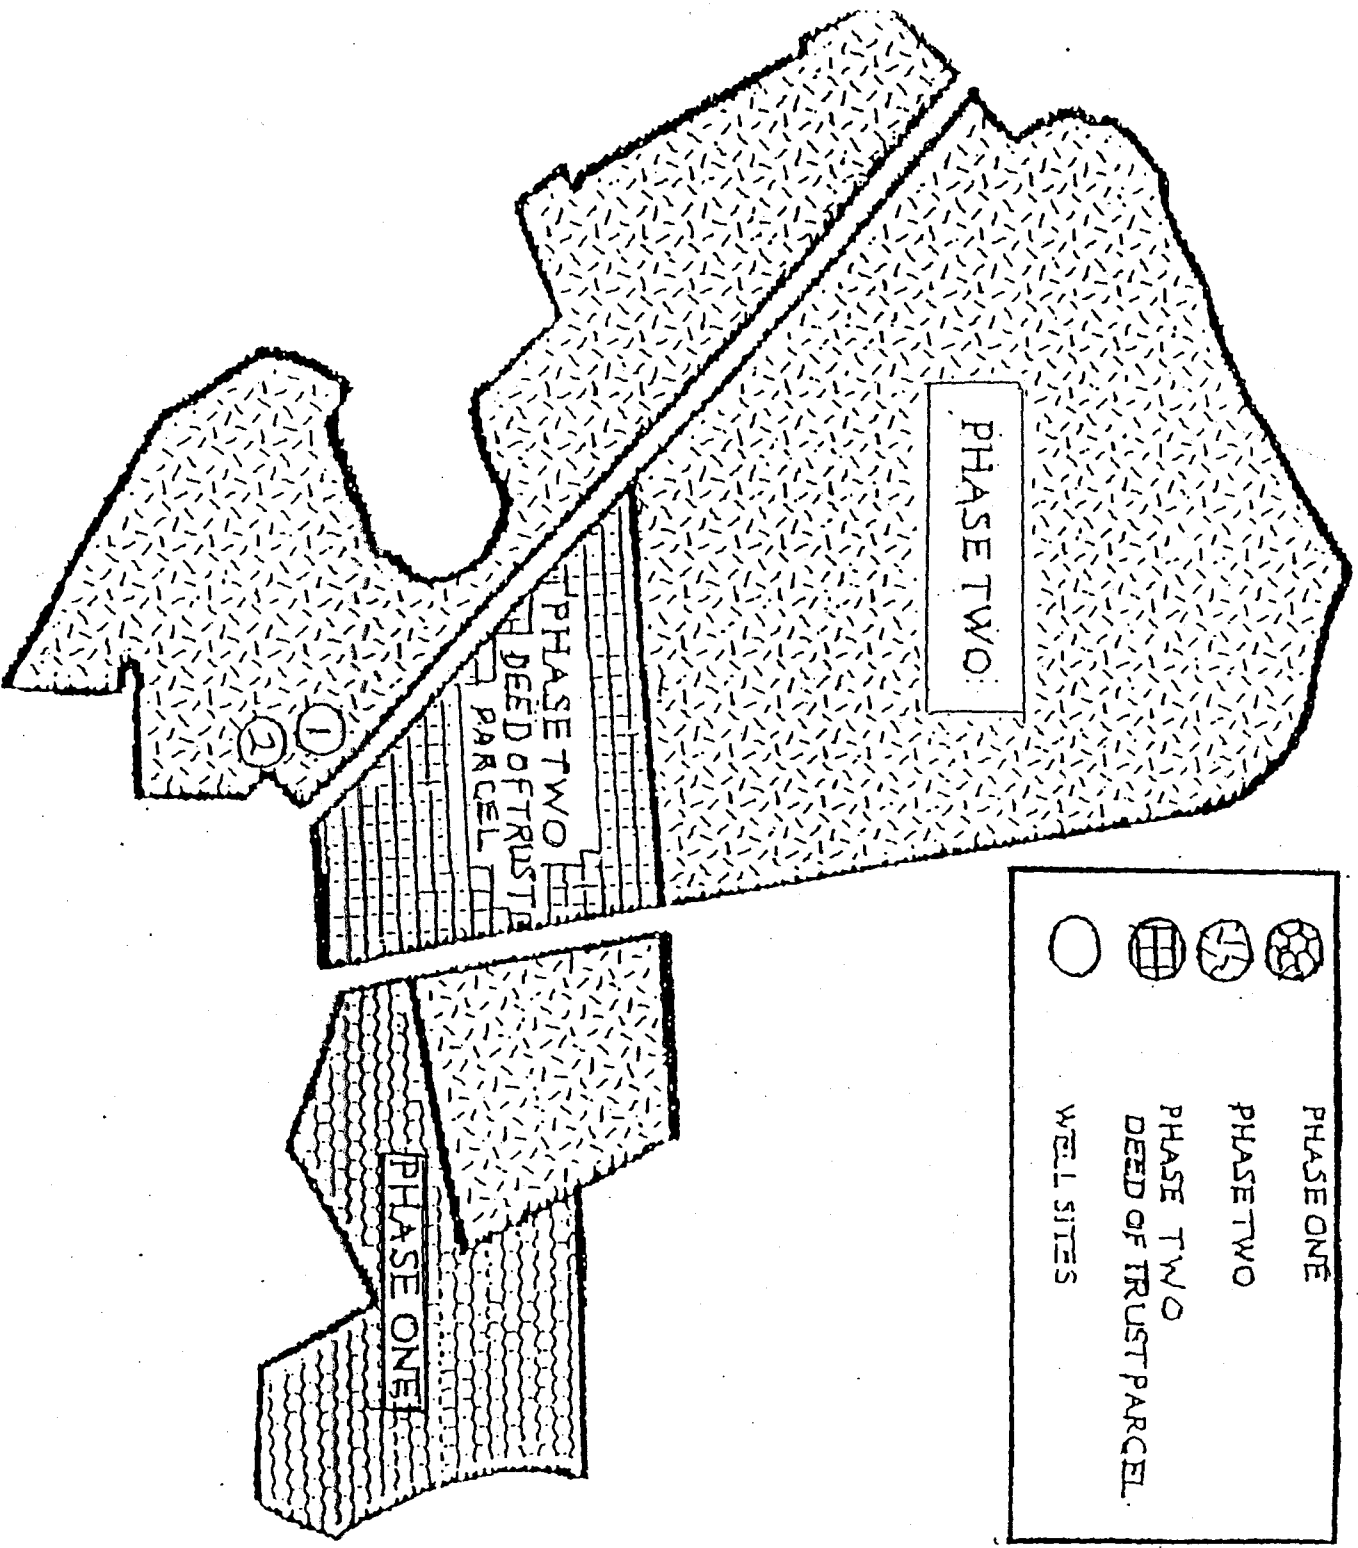 PHASE TWO
PHASE TWO
DEED OF TRUST
PARCEL
1
2
PHASE ONE
PHASE ONE
PHASE TWO
PHASE TWO
DEED OF TRUST PARCEL
WELL SITES